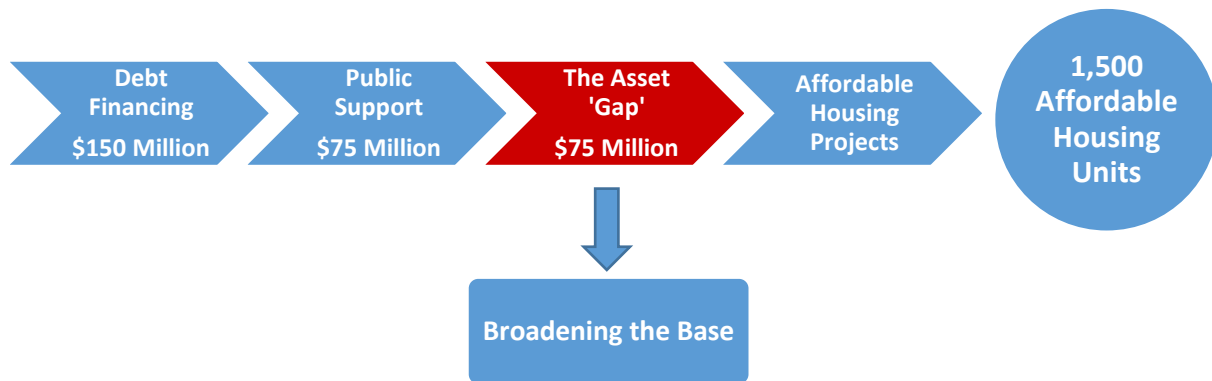 Debt
Financing
$150 Million
Public
Support
$75 Million
The Asset
'Gap'
$75 Million
Affordable
Housing
Projects
1,500
Affordable
Housing
Units
Broadening the Base